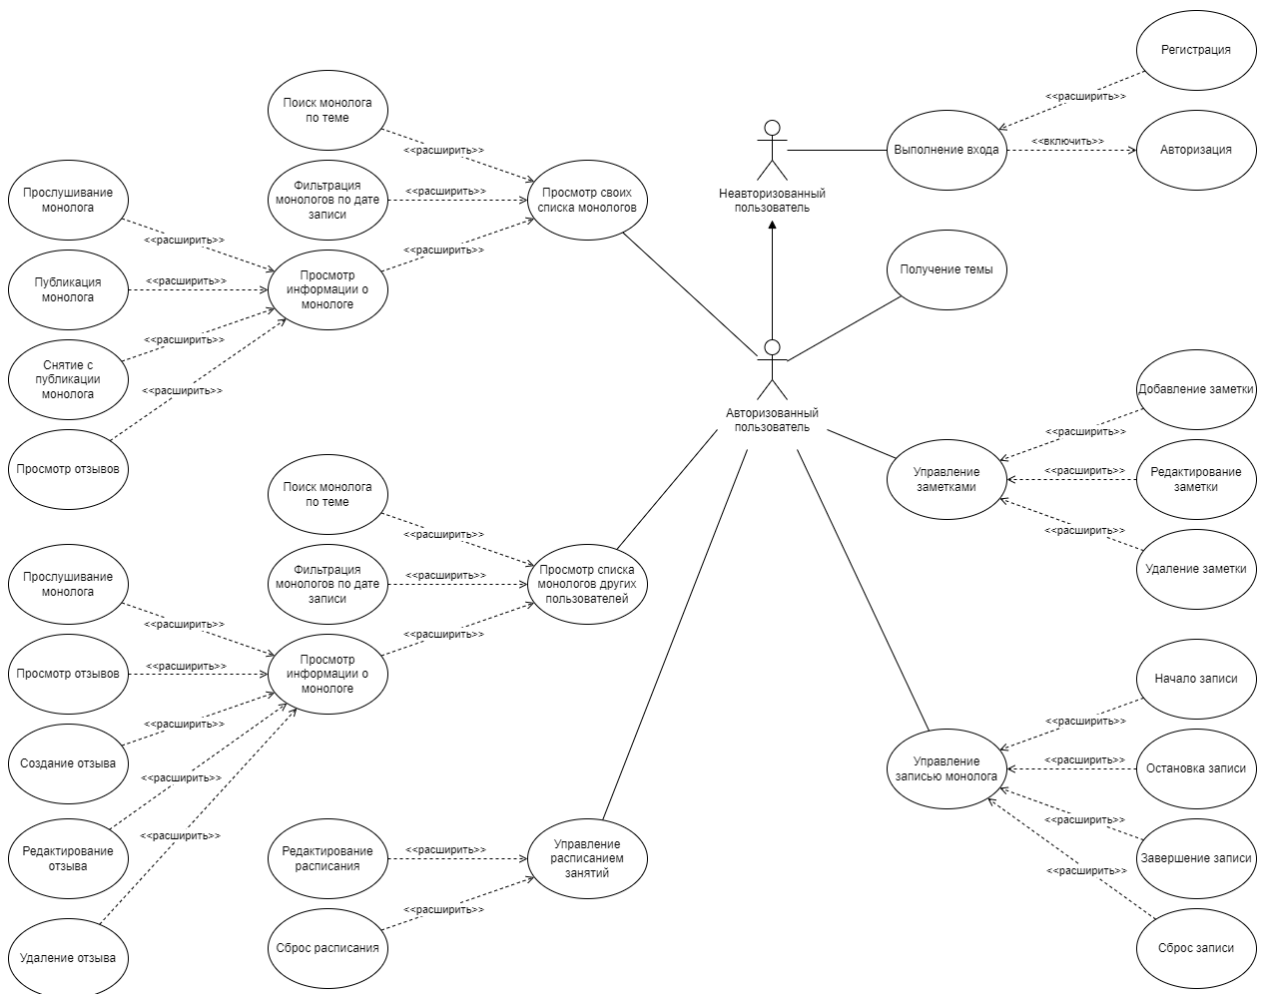 Регистрация
<<расширить>>
Поиск монолога
по теме
<<расширить>>
Выполнение входа
<<включить>>
Авторизация
Неавторизованный
пользователь
Прослушивание
монолога
<<расширить>>
Фильтрация
монологов по дате
записи
<<расширить>>
Просмотр своих
списка монологов
<<расширить>>
Публикация
монолога
<<расширить>>
Просмотр
информации о
монологе
Получение темы
Снятие с
публикации
монолога
<<расширить>>
<<расширить>>
Просмотр отзывов
Авторизованный
пользователь
Добавление заметки
<<расширить>>
Управление
заметками
<<расширить>>
Редактирование
заметки
<<расширить>>
Удаление заметки
Поиск монолога
по теме
<<расширить>>
Фильтрация
монологов по дате
записи
<<расширить>>
Просмотр списка
монологов других
пользователей
Прослушивание
монолога
<<расширить>>
<<расширить>>
Просмотр отзывов
<<расширить>>
Просмотр
информации о
монологе
Создание отзыва
<<расширить>>
<<расширить>>
Редактирование
отзыва
<<расширить>>
Удаление отзыва
Начало записи
<<расширить>>
Управление
записью монолога
<<расширить>>
Остановка записи
<<расширить>>
Завершение записи
<<расширить>>
Сброс записи
Редактирование
расписания
<<расширить>>
Управление
расписанием
занятий
<<расширить>>
Сброс расписания